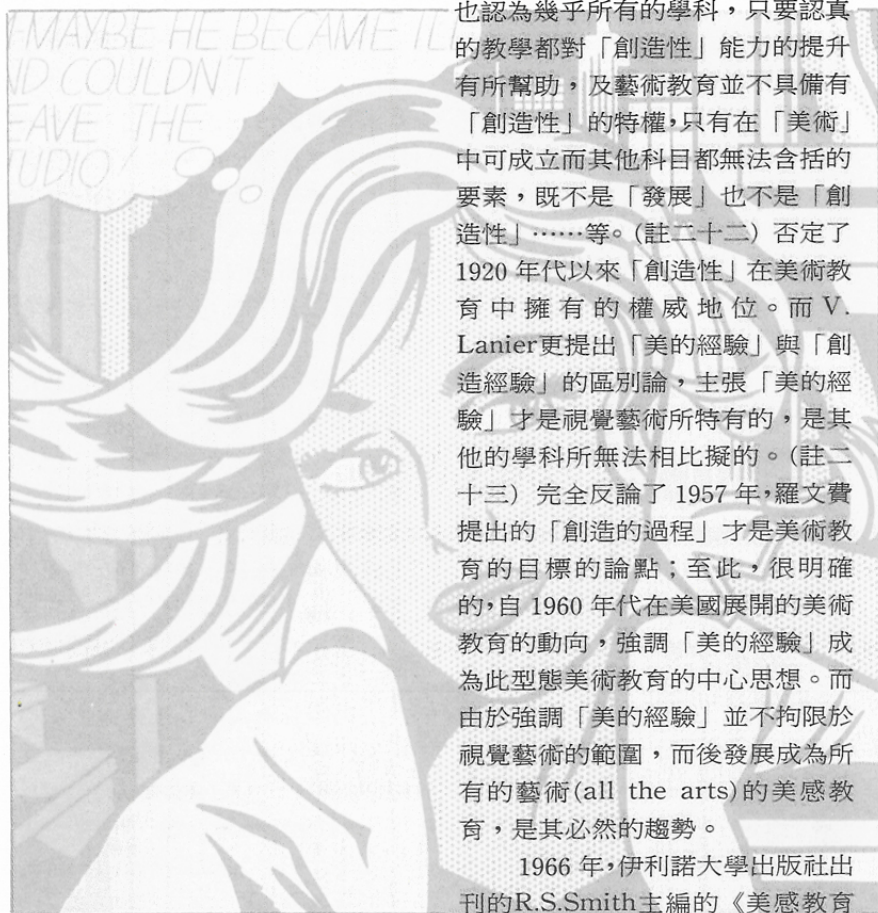 MAYBE HE BECAME ILL
ND COULDN'T
EAVE THE
TUDIO
也認為幾乎所有的學科，只要認真
的教學都對「創造性」能力的提升
有所幫助，及藝術教育並不具備有
「創造性」的特權，只有在「美術」
中可成立而其他科目都無法含括的
要素，既不是「發展」也不是「創
造性」……等。(註二十二) 否定了
1920 年代以來「創造性」在美術教
育中擁有的權威地位。而 V.
Lanier更提出「美的經驗」與「創
造經驗」的區別論，主張「美的經
驗」才是視覺藝術所特有的，是其
他的學科所無法相比擬的。(註二
十三) 完全反論了 1957 年，羅文費
提出的「創造的過程」才是美術教
育的目標的論點；至此，很明確
的，自 1960 年代在美國展開的美術
教育的動向，強調「美的經驗」成
為此型態美術教育的中心思想。而
由於強調「美的經驗」並不拘限於
視覺藝術的範圍，而後發展成為所
有的藝術(all the arts)的美感教
育，是其必然的趨勢。
1966 年，伊利諾大學出版社出
刊的R.S.Smith主編的《美感教育